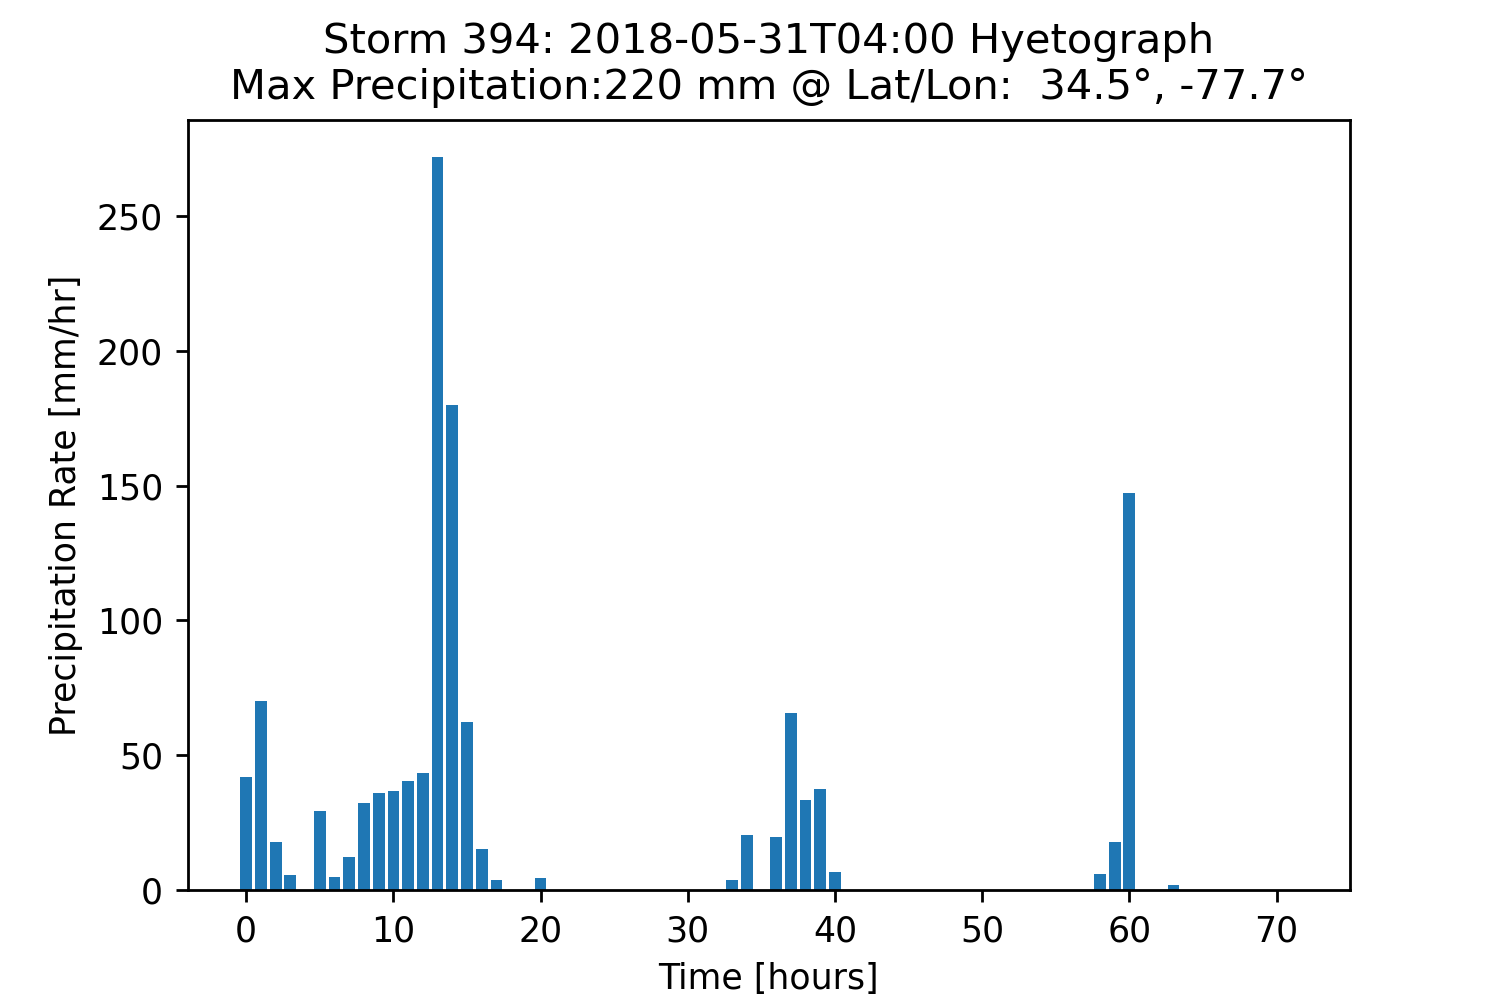 Storm 394: 2018-05-31T04:00 Hyetograph
Max Precipitation:220 mm @ Lat/Lon:  34.5°, -77.7°
250
200
150
100
50
0
Precipitation Rate [mm/hr]
0 10 20 30 40 50 60 70
Time [hours]